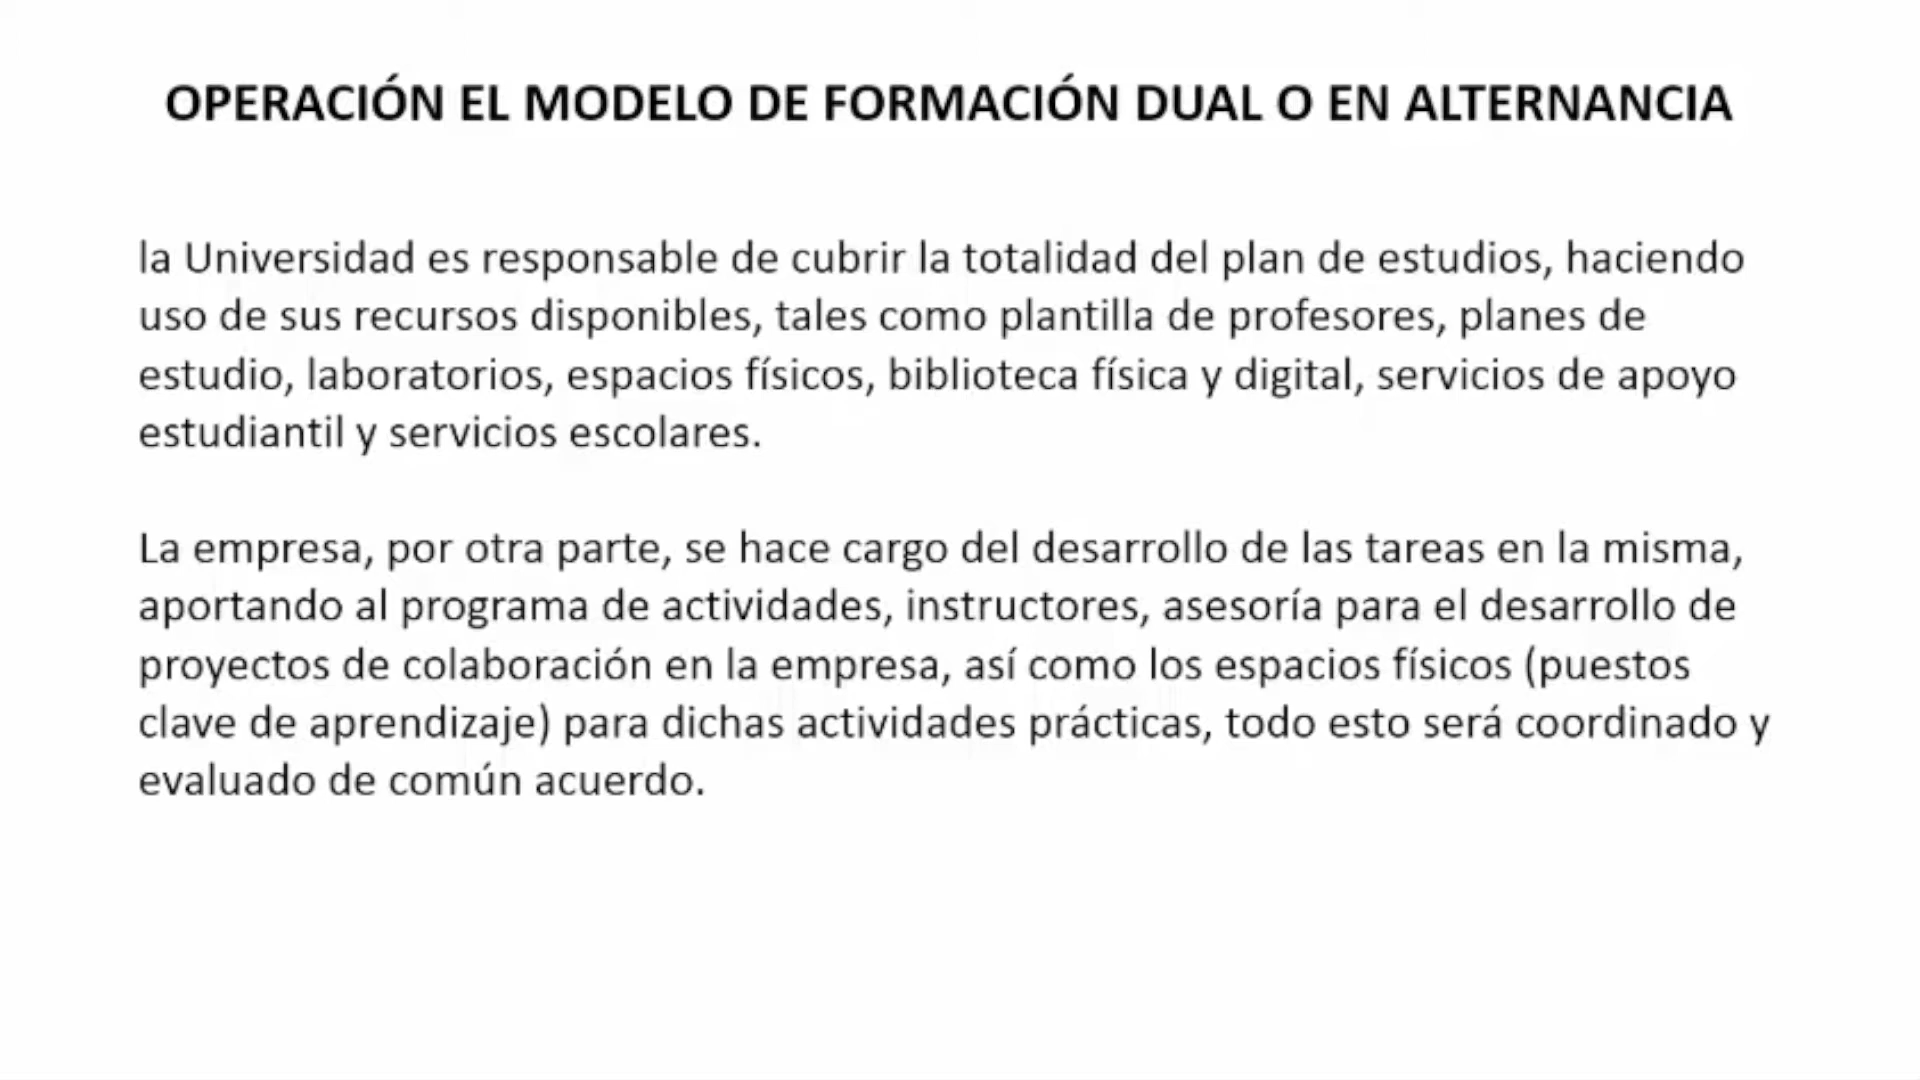 OPERACIÓN EL MODELO DE FORMACIÓN DUAL O EN ALTERNANCIA
la Universidad es responsable de cubrir la totalidad del plan de estudios, haciendo
uso de sus recursos disponibles, tales como plantilla de profesores, planes de
estudio, laboratorios, espacios físicos, biblioteca física y digital, servicios de apoyo
estudiantil y servicios escolares.
La empresa, por otra parte, se hace cargo del desarrollo de las tareas en la misma,
aportando al programa de actividades, instructores, asesoría para el desarrollo de
proyectos de colaboración en la empresa, así como los espacios físicos (puestos
clave de aprendizaje) para dichas actividades prácticas, todo esto será coordinado y
evaluado de común acuerdo.